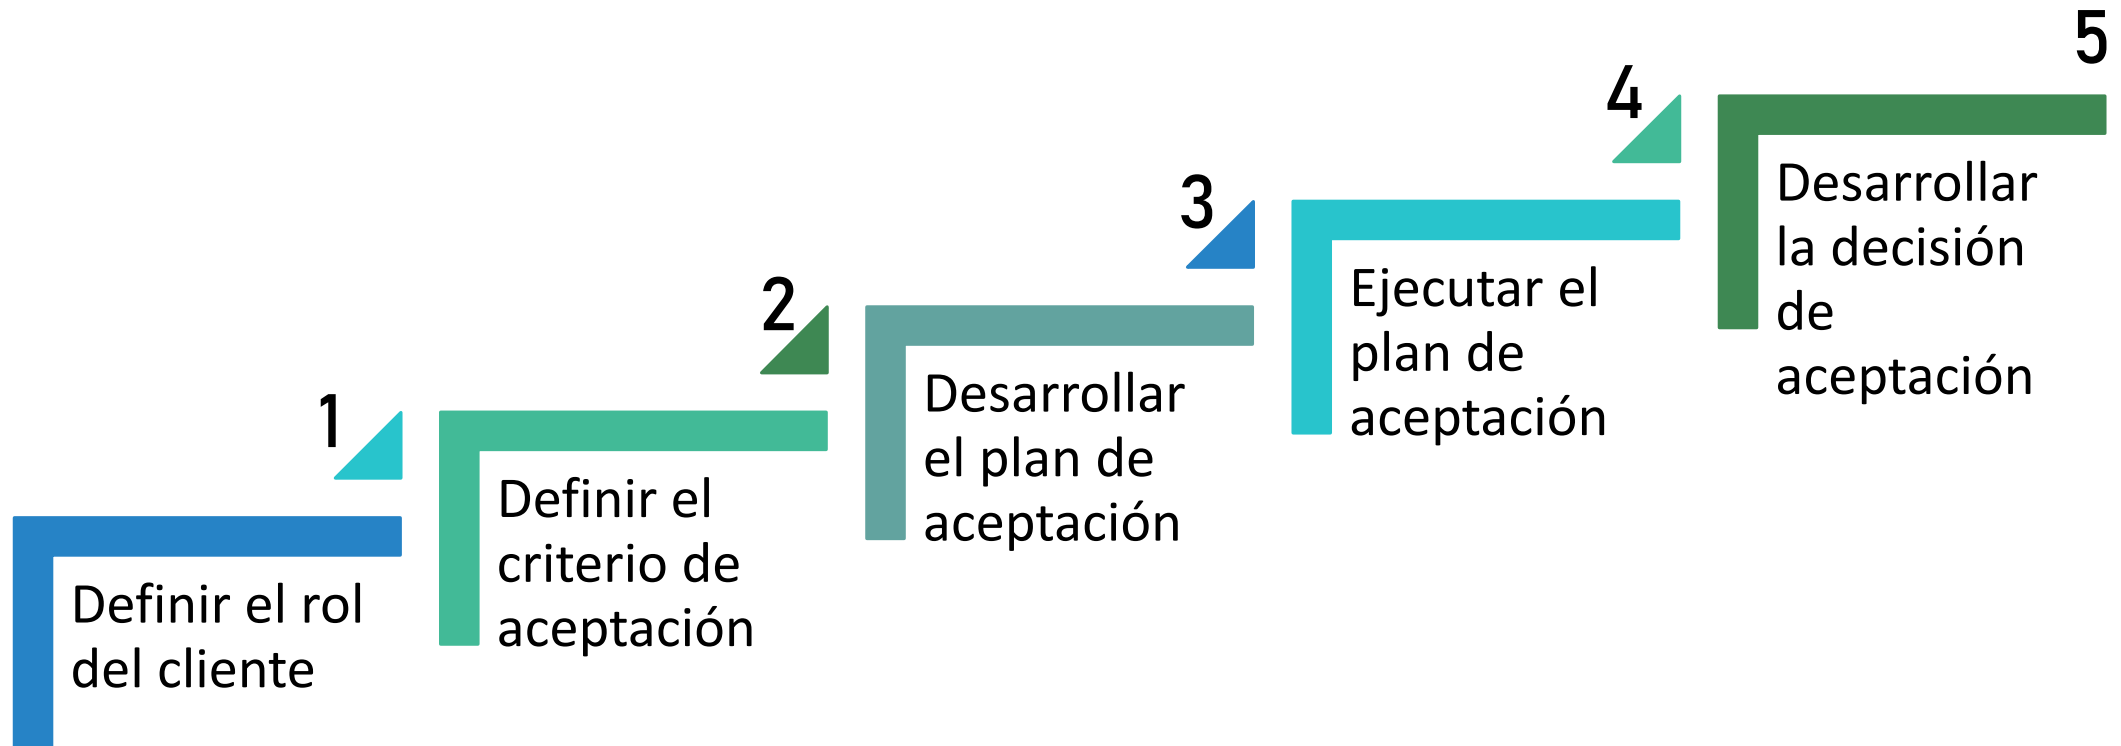 1
Definir el rol
del cliente
2
Definir el
criterio de
aceptación
3
Desarrollar
el plan de
aceptación
4
Ejecutar el
plan de
aceptación
5
Desarrollar
la decisión
de
aceptación